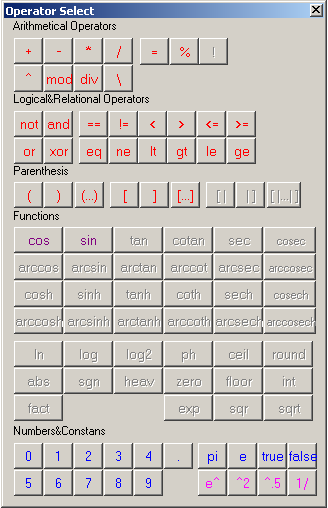 Operator Select
Arithmetical Operators
+ - * / = % !
^ mod div \
Logical&Relational Operators
not and == != < > <= >=
or xor eq ne lt gt le ge
Parenthesis
( ) (...) [ ] [...] [| |] [|...|]
Functions
cos sin tan cotan sec cosec
arccos arcsin arctan arccot arcsec arccosec
cosh sinh tanh coth sech cosech
arccosh arcsinh arctanh arccoth arcsech arccosech
ln log log2 ph ceil round
abs sgn heav zero floor int
fact exp sqr sqrt
Numbers&Constans
0 1 2 3 4 . pi e true false
5 6 7 8 9 e^ ^2 ^.5 1/